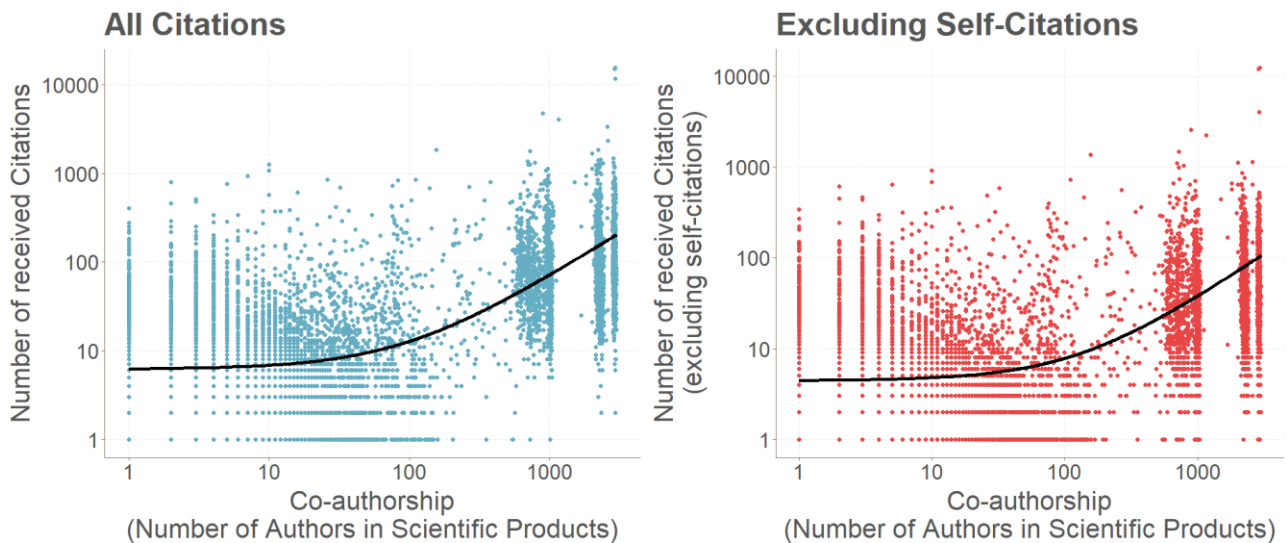 All Citations
Number of received Citations
10000
1000
100
10
1
1
10
100
1000
Co-authorship
(Number of Authors in Scientific Products)
Excluding Self-Citations
Number of received Citations
(excluding self-citations)
10000
1000
100
10
1
1
10
100
1000
Co-authorship
(Number of Authors in Scientific Products)